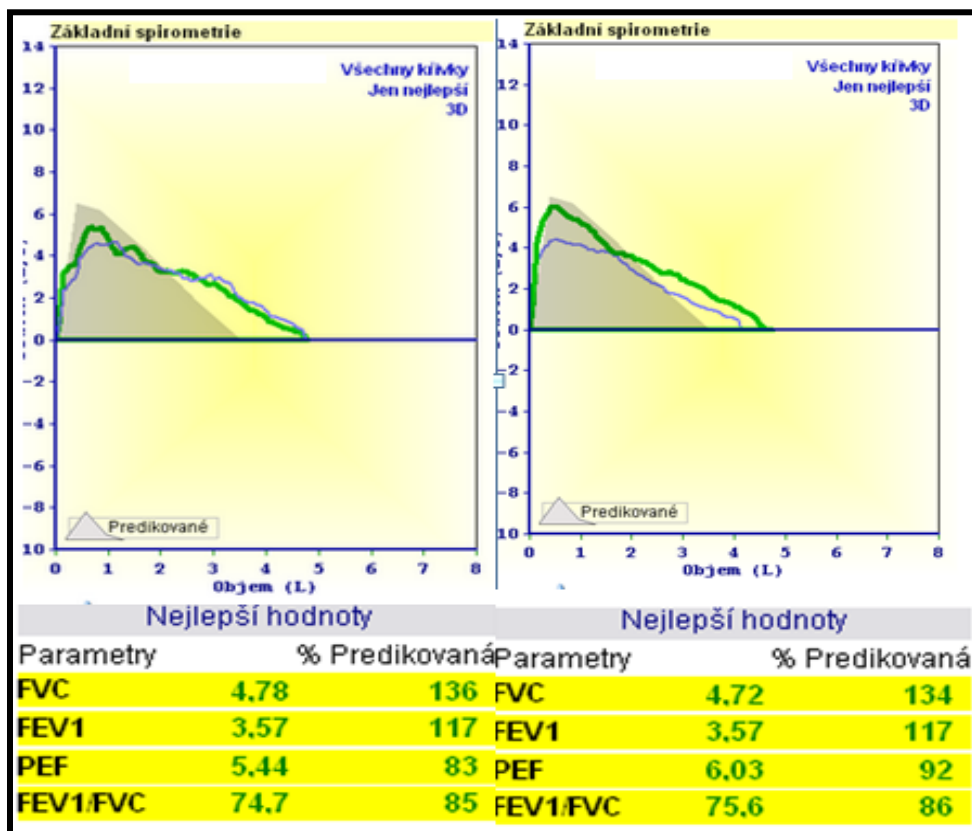 Základní spirometrie
Všechny křivky
Jen nejlepší
3D
14
12
10
8
6
4
2
0
-2
-4
-6
-8
10
Predikované
0 1 2 3 4 5 6 7 8
Objem (L)
Nejlepší hodnoty
Parametry % Predikovaná
FVC 4,78 136
FEV1 3,57 117
PEF 5,44 83
FEV1/FVC 74,7 85
Základní spirometrie
Všechny křivky
Jen nejlepší
3D
14
12
10
8
6
4
2
0
-2
-4
-6
-8
10
Predikované
0 1 2 3 4 5 6 7 8
Objem (L)
Nejlepší hodnoty
Parametry % Predikovaná
FVC 4,72 134
FEV1 3,57 117
PEF 6,03 92
FEV1/FVC 75,6 86